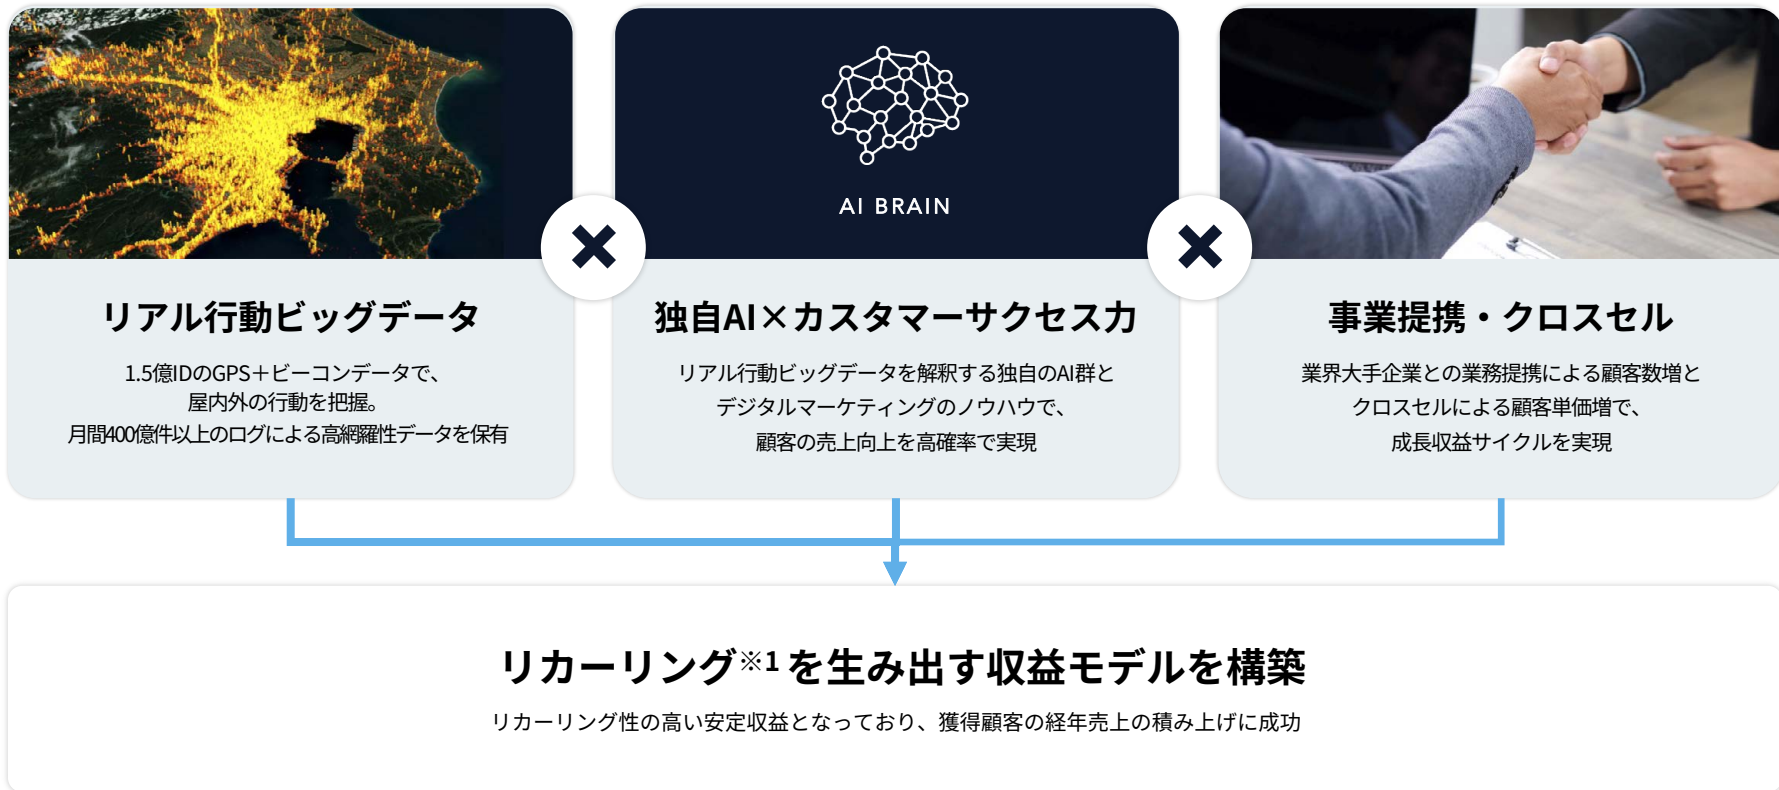 AI BRAIN
リアル行動ビッグデータ
1.5億IDのGPS＋ビーコンデータで、
屋内外の行動を把握。
月間400億件以上のログによる高網羅性データを保有
独自AI×カスタマーサクセス力
リアル行動ビッグデータを解釈する独自のAI群と
デジタルマーケティングのノウハウで、
顧客の売上向上を高確率で実現
事業提携・クロスセル
業界大手企業との業務提携による顧客数増と
クロスセルによる顧客単価増で、
成長収益サイクルを実現
リカーリング※1を生み出す収益モデルを構築
リカーリング性の高い安定収益となっており、獲得顧客の経年売上の積み上げに成功